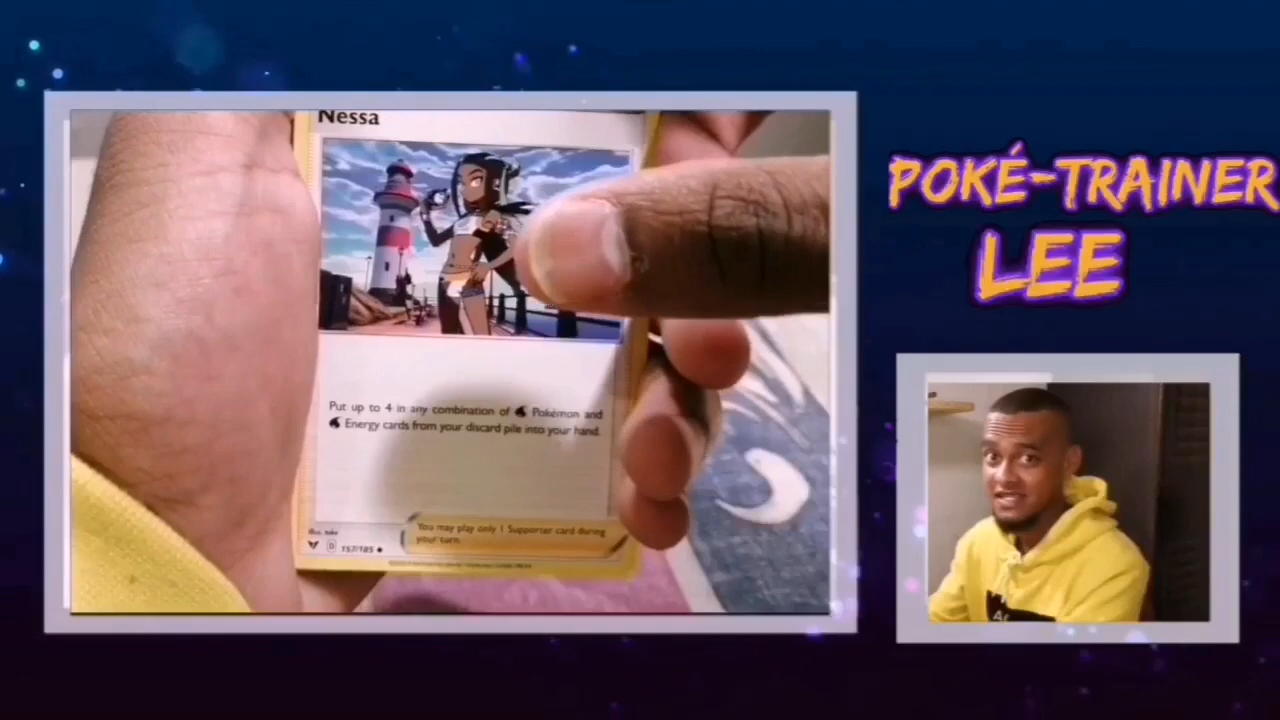 Nessa
POKÉ-TRAINER
LEE
Put up to 4 in any combination of Pokémon and
Energy cards from your discard pile into your hand.
You may play only 1 Supporter card during
your turn.
Illus.
D 157/185